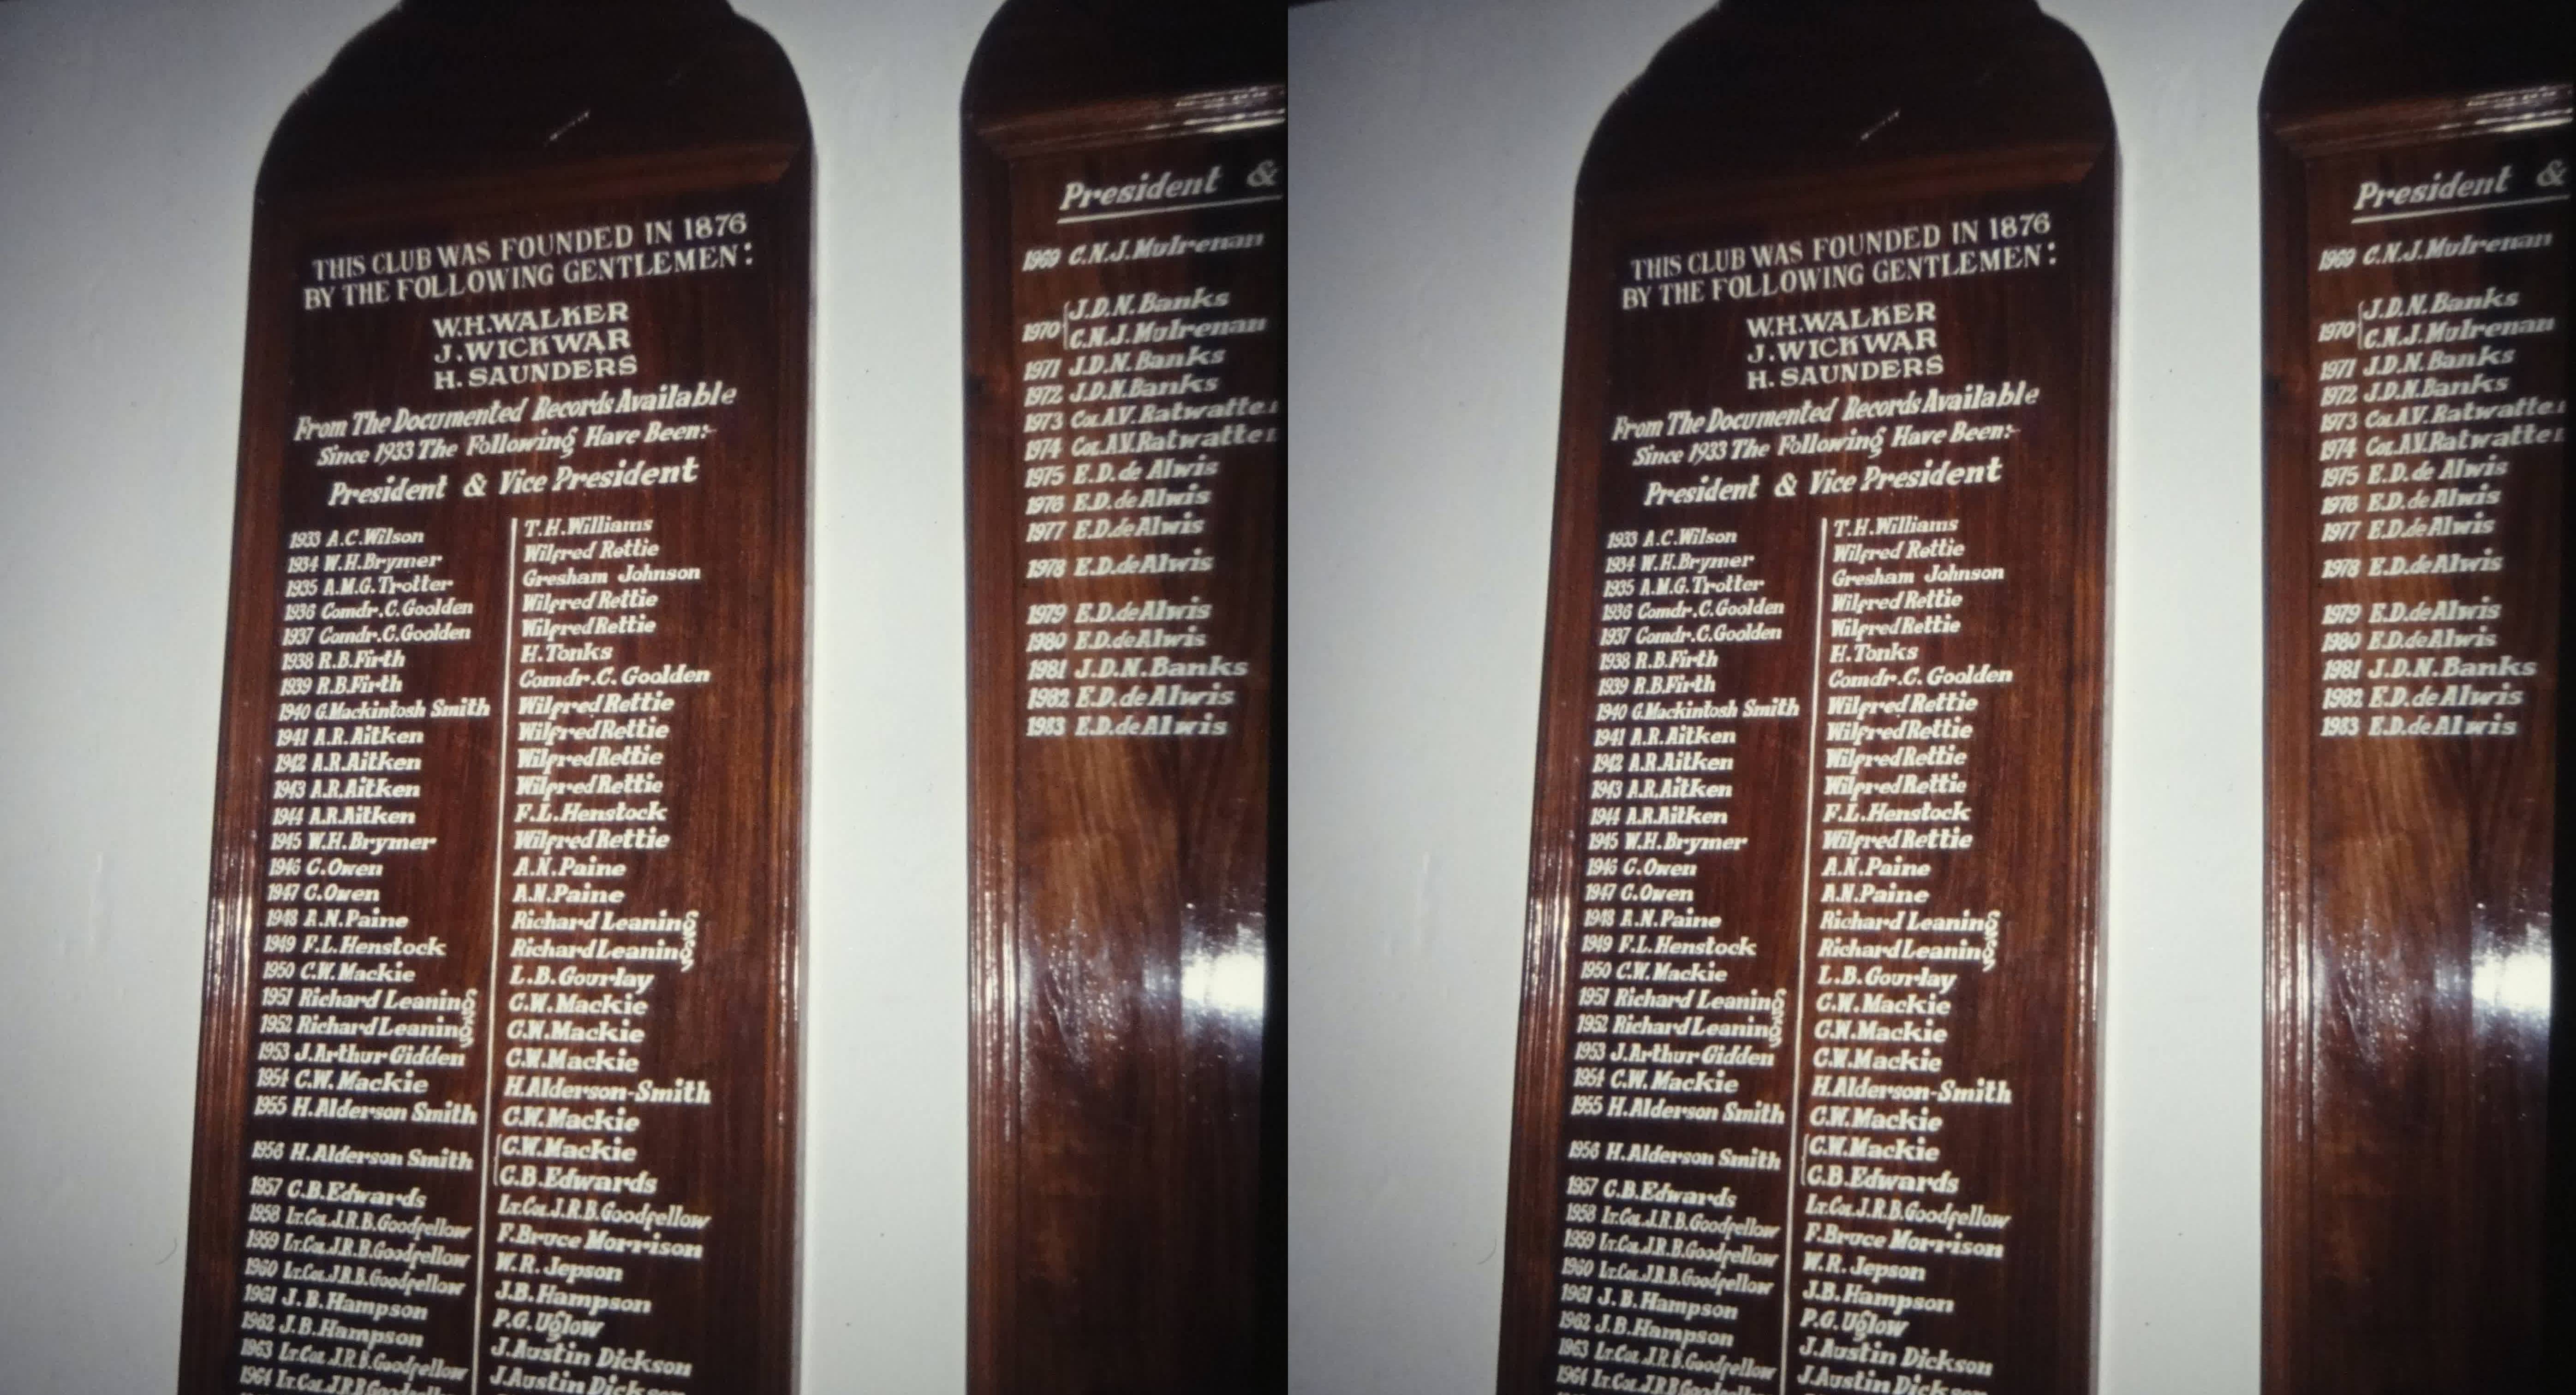 THIS CLUB WAS FOUNDED IN 1876
BY THE FOLLOWING GENTLEMEN:
W.H.WALKER
J.WICKWAR
H. SAUNDERS
From The Documented Records Available
Since 1933 The Following Have Been:-
President & Vice President
1933 A.C.Wilson T.H.Williams
1934 W.H.Brymer Wilfred Rettie
1935 A.M.G.Trotter Gresham Johnson
1936 Comdr.C.Goolden Wilfred Rettie
1937 Comdr.C.Goolden Wilfred Rettie
1938 R.B.Firth H.Tonks
1939 R.B.Firth Comdr.C. Goolden
1940 G.Mackintosh Smith Wilfred Rettie
1941 A.R.Aitken Wilfred Rettie
1942 A.R.Aitken Wilfred Rettie
1943 A.R.Aitken Wilfred Rettie
1944 A.R.Aitken F.L.Henstock
1945 W.H.Brymer Wilfred Rettie
1946 C.Owen A.N.Paine
1947 C.Owen A.N.Paine
1948 A.N.Paine Richard Leaning
1949 F.L.Henstock Richard Leaning
1950 C.W.Mackie L.B.Gourlay
1951 Richard Leaning C.W.Mackie
1952 Richard Leaning C.W.Mackie
1953 J.Arthur Gidden C.W.Mackie
1954 C.W.Mackie H.Alderson-Smith
1955 H.Alderson Smith C.W.Mackie
1956 H.Alderson Smith C.W.Mackie
C.B.Edwards
1957 C.B.Edwards Lt.Col.J.R.B.Goodfellow
1958 Lt.Col.J.R.B.Goodfellow F.Bruce Morrison
1959 Lt.Col.J.R.B.Goodfellow W.R.Jepson
1960 Lt.Col.J.R.B.Goodfellow J.B.Hampson
1961 J.B.Hampson P.G.Uglow
1962 J.B.Hampson J.Austin Dickson
1963 Lt.Col.J.R.B.Goodfellow J.Austin Dickson
1964 Lt.Col.J.R.B.
President &
1969 C.N.J.Mulrenan
1970 J.D.N.Banks
C.N.J.Mulrenan
1971 J.D.N.Banks
1972 J.D.N.Banks
1973 Col.A.V.Ratwatte
1974 Col.A.V.Ratwatte
1975 E.D.de Alwis
1976 E.D.de Alwis
1977 E.D.de Alwis
1978 E.D.de Alwis
1979 E.D.de Alwis
1980 E.D.de Alwis
1981 J.D.N.Banks
1982 E.D.de Alwis
1983 E.D.de Alwis
THIS CLUB WAS FOUNDED IN 1876
BY THE FOLLOWING GENTLEMEN:
W.H.WALKER
J.WICKWAR
H. SAUNDERS
From The Documented Records Available
Since 1933 The Following Have Been:-
President & Vice President
1933 A.C.Wilson T.H.Williams
1934 W.H.Brymer Wilfred Rettie
1935 A.M.G.Trotter Gresham Johnson
1936 Comdr.C.Goolden Wilfred Rettie
1937 Comdr.C.Goolden Wilfred Rettie
1938 R.B.Firth H.Tonks
1939 R.B.Firth Comdr.C. Goolden
1940 G.Mackintosh Smith Wilfred Rettie
1941 A.R.Aitken Wilfred Rettie
1942 A.R.Aitken Wilfred Rettie
1943 A.R.Aitken Wilfred Rettie
1944 A.R.Aitken F.L.Henstock
1945 W.H.Brymer Wilfred Rettie
1946 C.Owen A.N.Paine
1947 C.Owen A.N.Paine
1948 A.N.Paine Richard Leaning
1949 F.L.Henstock Richard Leaning
1950 C.W.Mackie L.B.Gourlay
1951 Richard Leaning C.W.Mackie
1952 Richard Leaning C.W.Mackie
1953 J.Arthur Gidden C.W.Mackie
1954 C.W.Mackie H.Alderson-Smith
1955 H.Alderson Smith C.W.Mackie
1956 H.Alderson Smith C.W.Mackie
C.B.Edwards
1957 C.B.Edwards Lt.Col.J.R.B.Goodfellow
1958 Lt.Col.J.R.B.Goodfellow F.Bruce Morrison
1959 Lt.Col.J.R.B.Goodfellow W.R.Jepson
1960 Lt.Col.J.R.B.Goodfellow J.B.Hampson
1961 J.B.Hampson P.G.Uglow
1962 J.B.Hampson J.Austin Dickson
1963 Lt.Col.J.R.B.Goodfellow J.Austin Dickson
1964 Lt.Col.J.R.B.
President &
1969 C.N.J.Mulrenan
1970 J.D.N.Banks
C.N.J.Mulrenan
1971 J.D.N.Banks
1972 J.D.N.Banks
1973 Col.A.V.Ratwatte
1974 Col.A.V.Ratwatte
1975 E.D.de Alwis
1976 E.D.de Alwis
1977 E.D.de Alwis
1978 E.D.de Alwis
1979 E.D.de Alwis
1980 E.D.de Alwis
1981 J.D.N.Banks
1982 E.D.de Alwis
1983 E.D.de Alwis